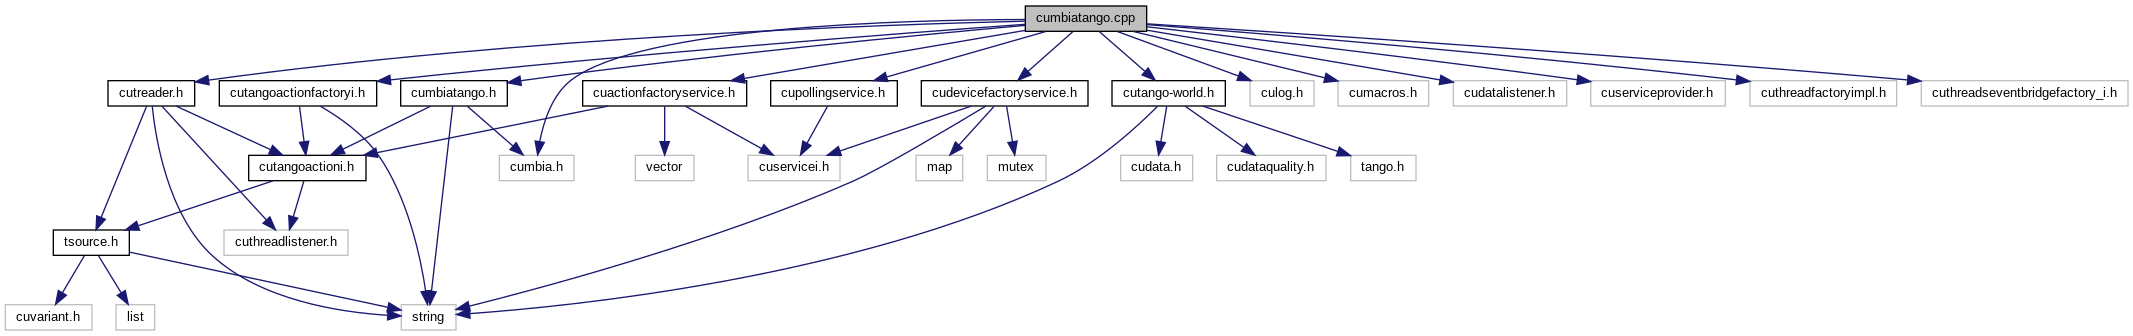 cumbiatango.cpp
cutreader.h
cutangoactionfactoryi.h
cumbiatango.h
cuactionfactoryservice.h
cupollingservice.h
cudevicefactoryservice.h
cutango-world.h
culog.h
cumacros.h
cudatalistener.h
cuserviceprovider.h
cuthreadfactoryimpl.h
cuthreadseventbridgefactory_i.h
cutangoactioni.h
cumbia.h
vector
cuservicei.h
map
mutex
cudata.h
cudataquality.h
tango.h
tsource.h
cuthreadlistener.h
cuvariant.h
list
string